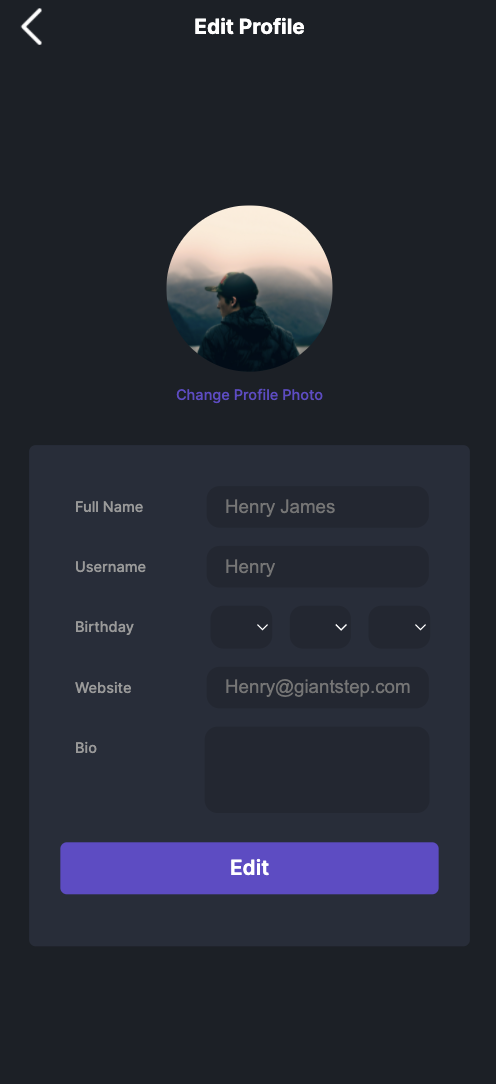 Edit Profile
Change Profile Photo
Full Name
Henry James
Username
Henry
Birthday
Website
Henry@giantstep.com
Bio
Edit